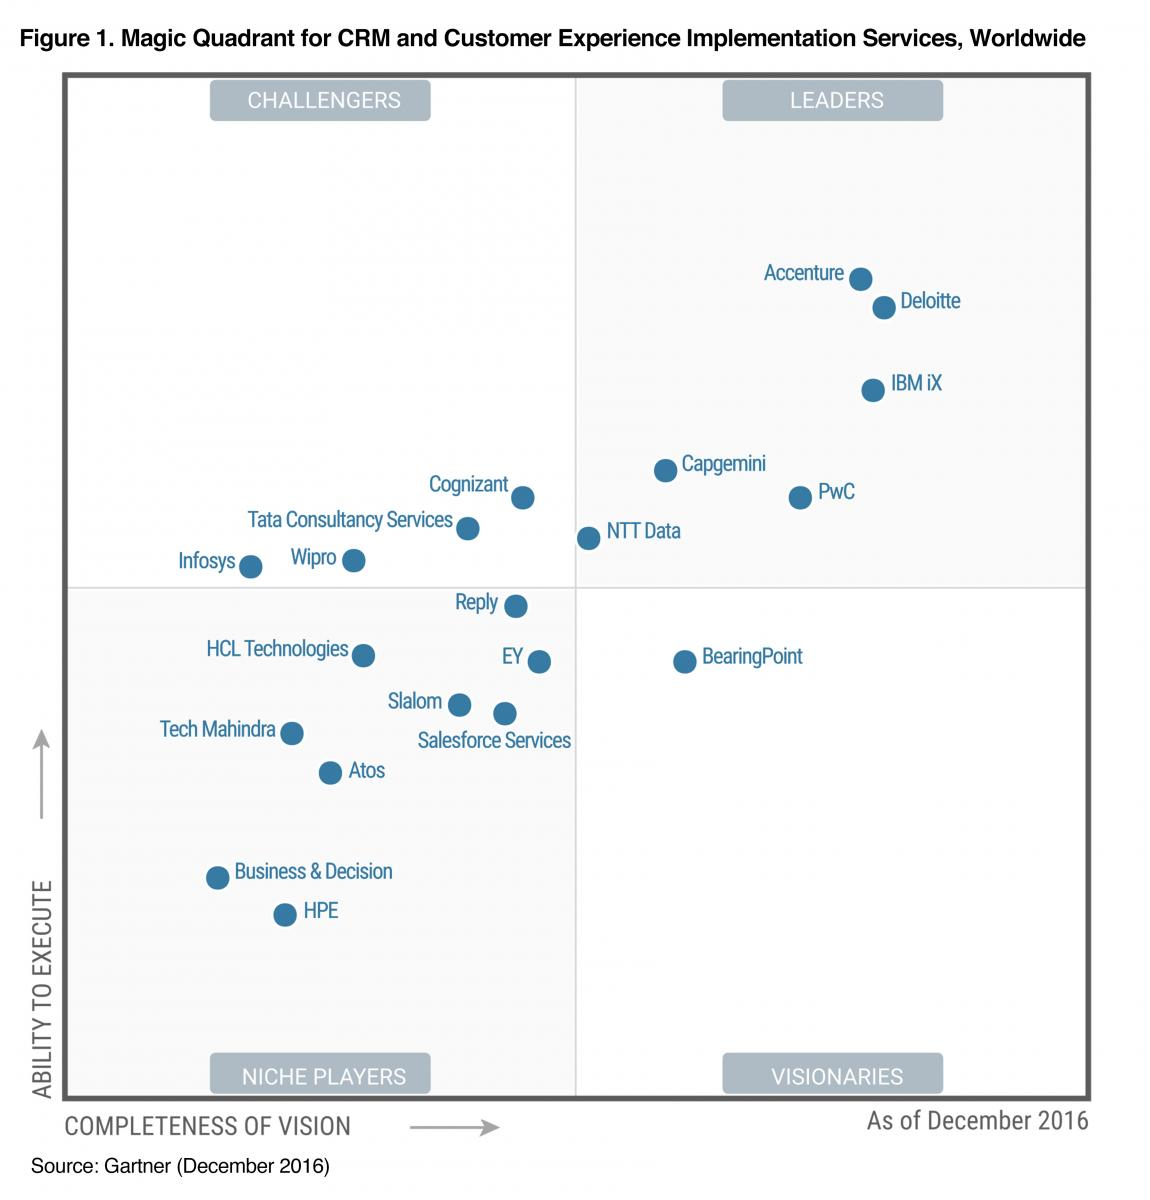 Figure 1. Magic Quadrant for CRM and Customer Experience Implementation Services, Worldwide
CHALLENGERS
LEADERS
Accenture
Deloitte
IBM iX
Capgemini
Cognizant
PwC
Tata Consultancy Services
NTT Data
Infosys
Wipro
Reply
HCL Technologies
EY
BearingPoint
Slalom
Tech Mahindra
Salesforce Services
Atos
Business & Decision
HPE
ABILITY TO EXECUTE
NICHE PLAYERS
VISIONARIES
COMPLETENESS OF VISION
As of December 2016
Source: Gartner (December 2016)